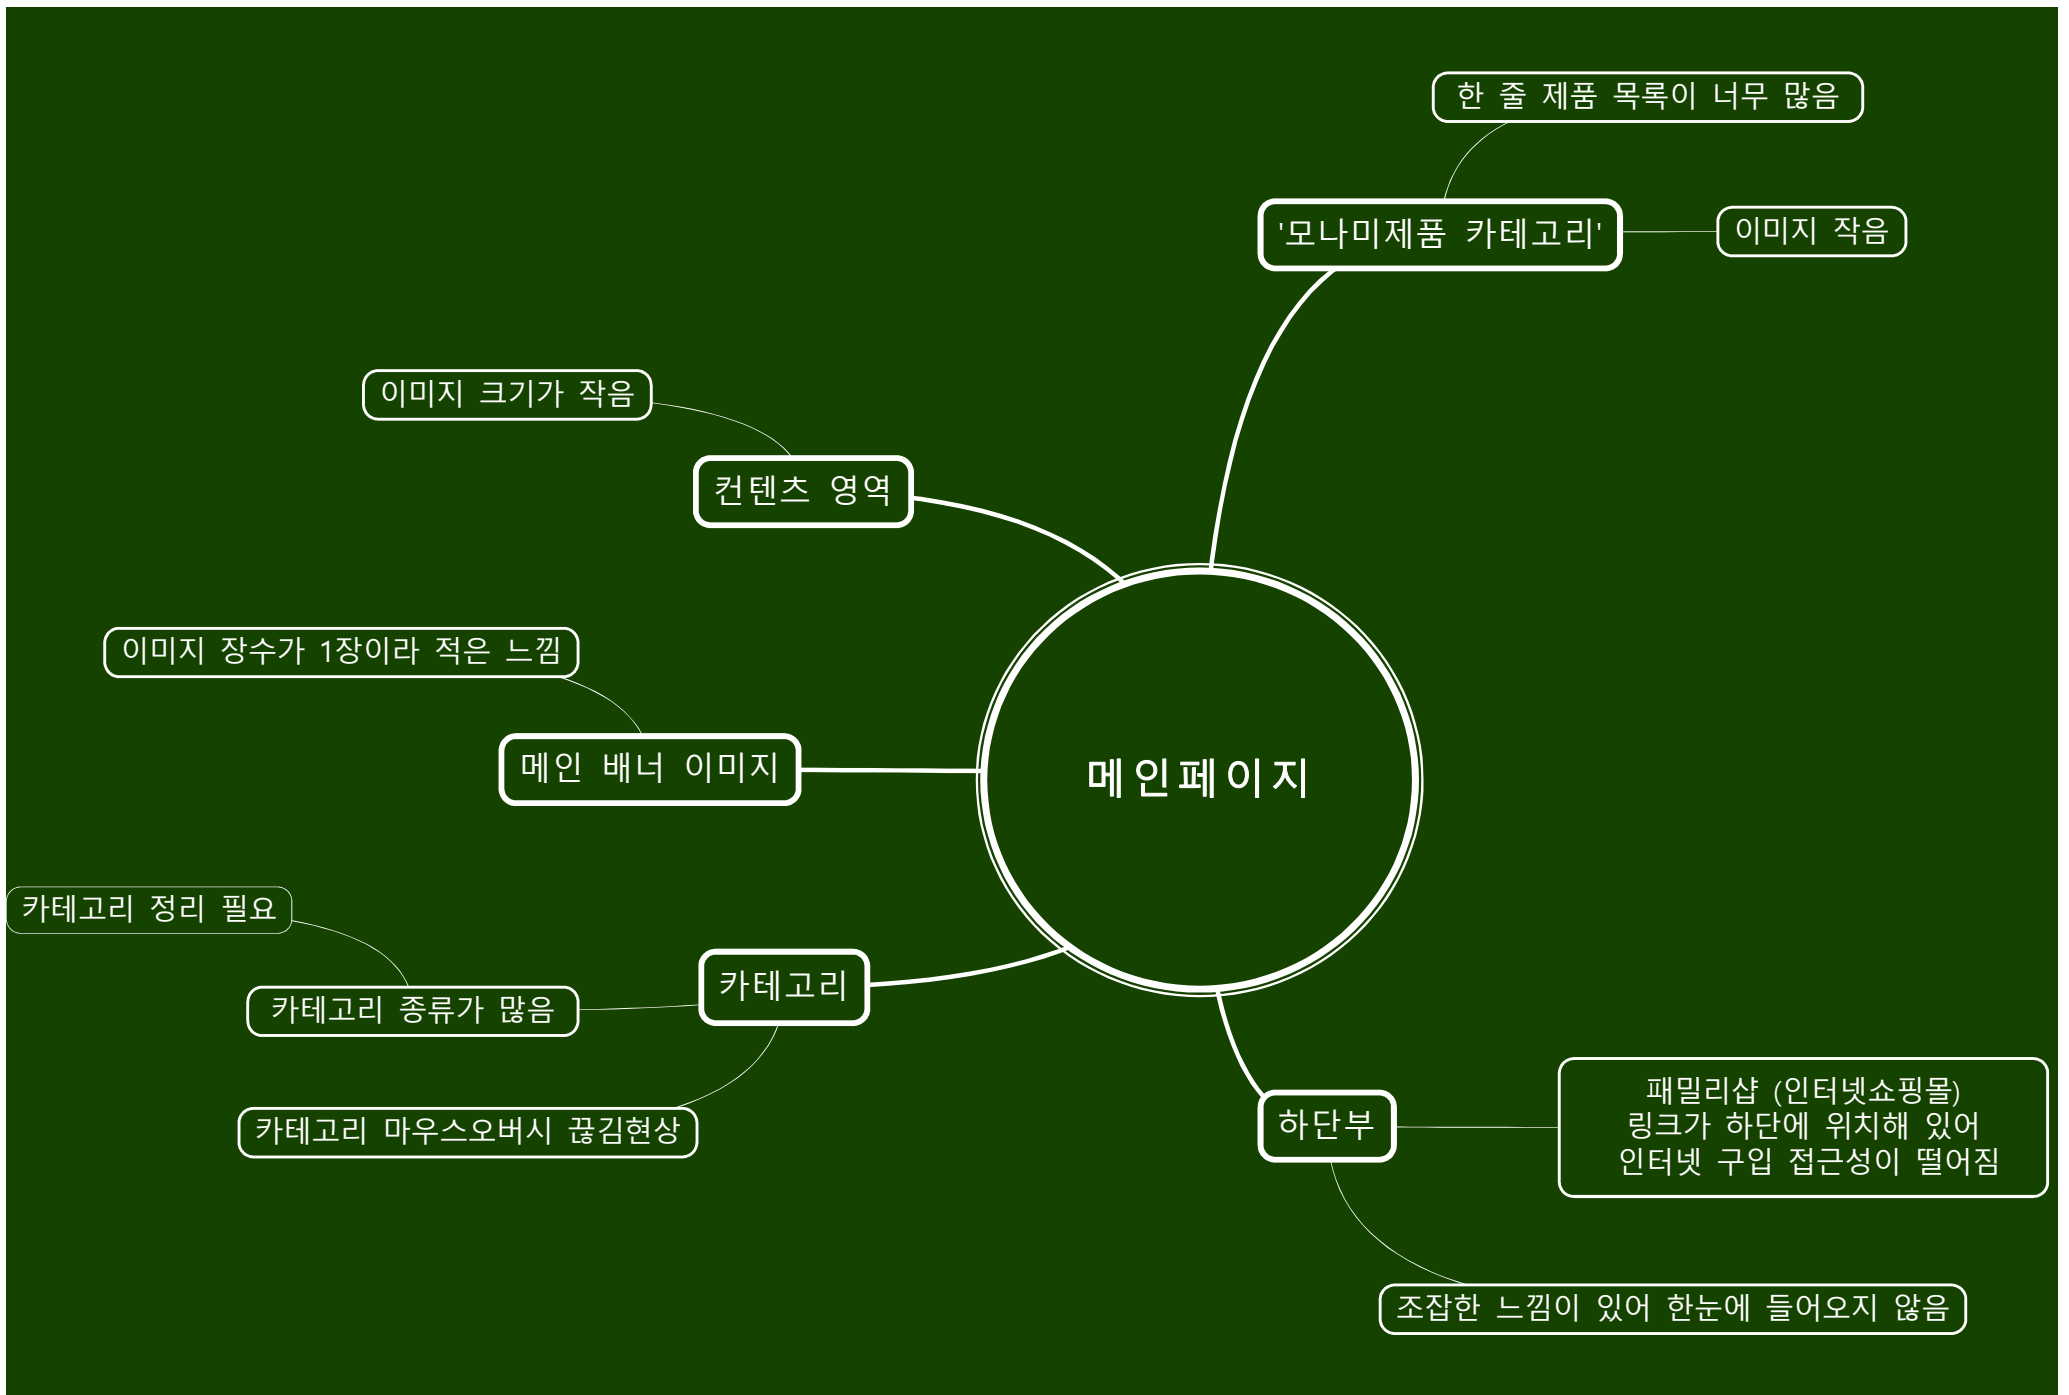 한 줄 제품 목록이 너무 많음
'모나미제품 카테고리'
이미지 작음
이미지 크기가 작음
컨텐츠 영역
이미지 장수가 1장이라 적은 느낌
메인 배너 이미지
메인페이지
카테고리 정리 필요
카테고리
카테고리 종류가 많음
카테고리 마우스오버시 끊김현상
하단부
패밀리샵 (인터넷쇼핑몰)
링크가 하단에 위치해 있어
인터넷 구입 접근성이 떨어짐
조잡한 느낌이 있어 한눈에 들어오지 않음